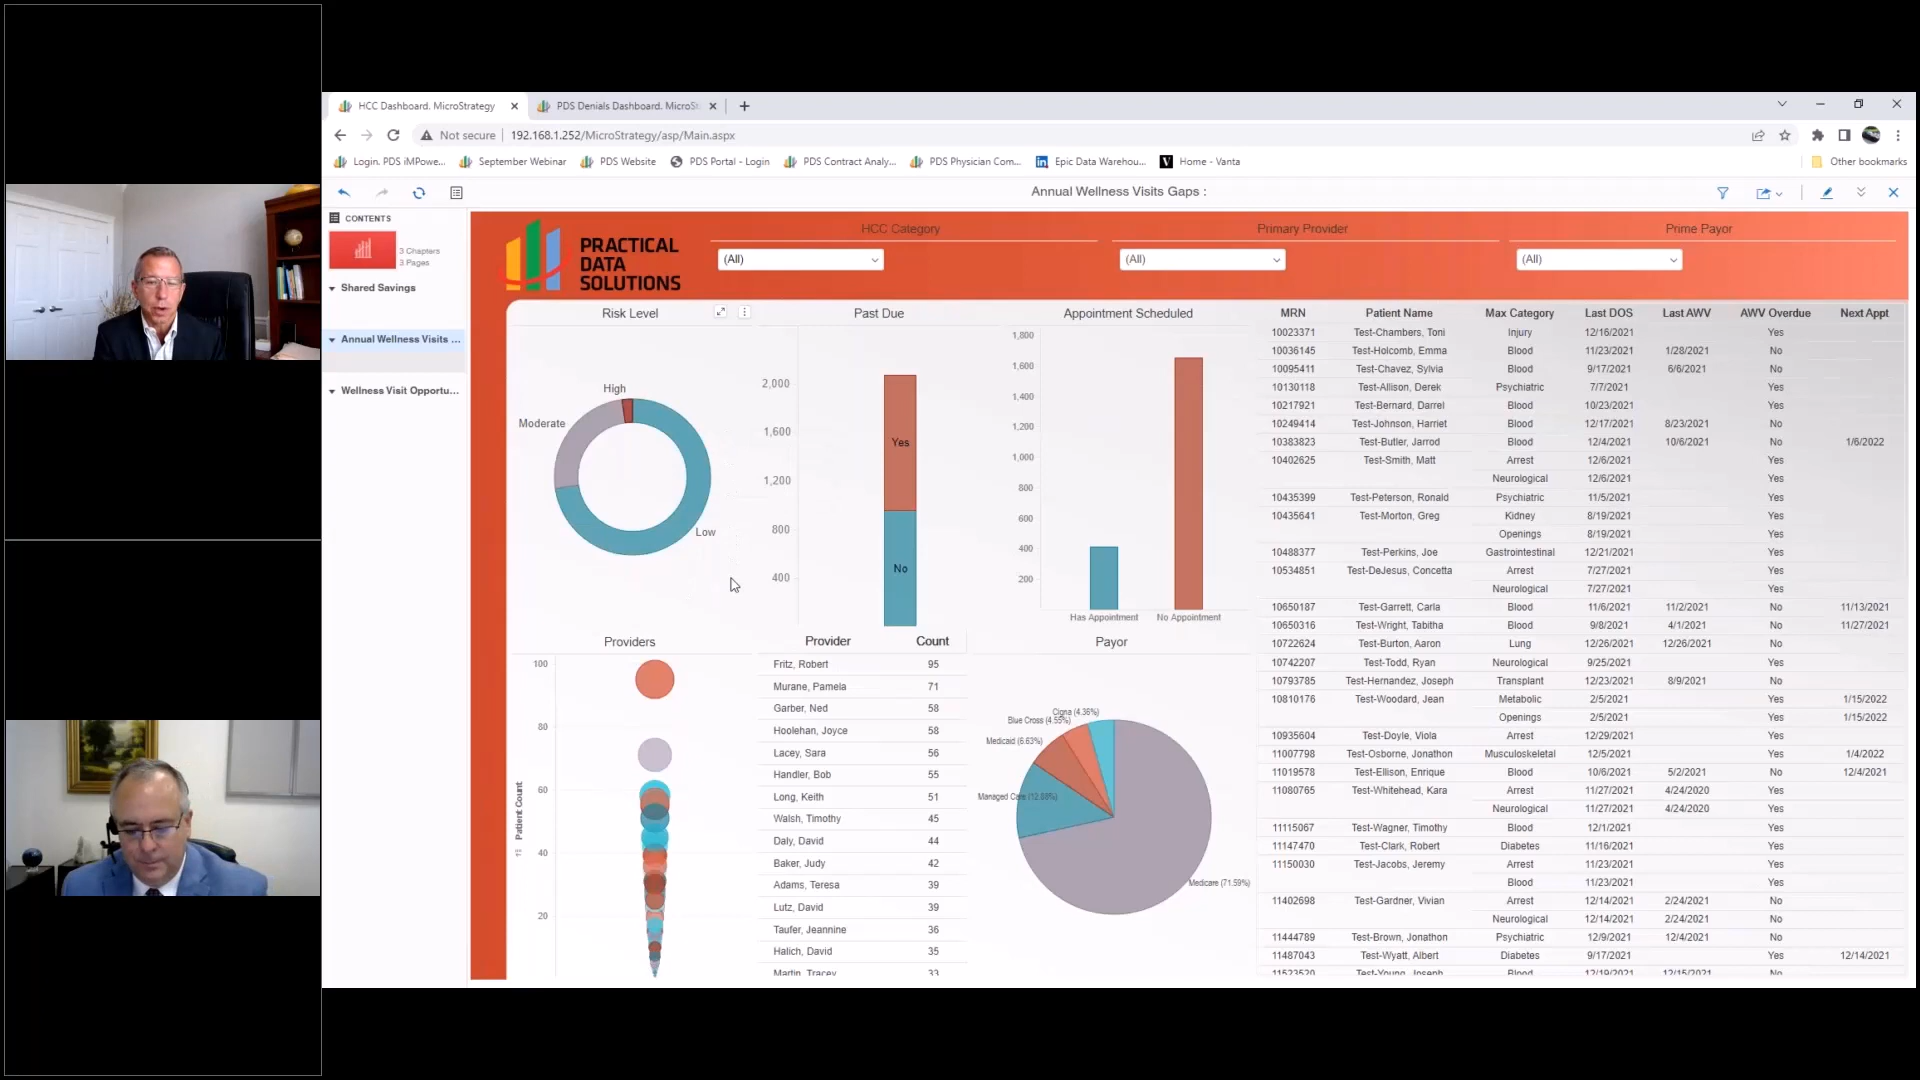 HCC Dashboard. MicroStrategy
PDS Denials Dashboard. MicroSt
Not secure
192.168.1.252/MicroStrategy/asp/Main.aspx
Login. PDS iMPowe...
September Webinar
PDS Website
PDS Portal - Login
PDS Contract Analy...
PDS Physician Com...
Epic Data Warehou...
Home - Vanta
Other bookmarks
Annual Wellness Visits Gaps :
CONTENTS
3 Chapters
3 Pages
Shared Savings
Annual Wellness Visits ...
Wellness Visit Opportu...
PRACTICAL
DATA
SOLUTIONS
HCC Category
(All)
Primary Provider
(All)
Prime Payor
(All)
Risk Level
High
Moderate
Low
Past Due
2,000
1,600
1,200
800
400
Yes
No
Appointment Scheduled
1,800
1,600
1,400
1,200
1,000
800
600
400
200
Has Appointment
No Appointment
Providers
Patient Count
100
80
60
40
20
Provider Count
Fritz, Robert 95
Murane, Pamela 71
Garber, Ned 58
Hoolehan, Joyce 58
Lacey, Sara 56
Handler, Bob 55
Long, Keith 51
Walsh, Timothy 45
Daly, David 44
Baker, Judy 42
Adams, Teresa 39
Lutz, David 39
Taufer, Jeannine 36
Halich, David 35
Martin, Tracey 33
Payor
Cigna (4.36%)
Blue Cross (4.55%)
Medicaid (6.63%)
Managed Care (12.88%)
Medicare (71.59%)
MRN Patient Name Max Category Last DOS Last AWV AWV Overdue Next Appt
10023371 Test-Chambers, Toni Injury 12/16/2021 Yes
10036145 Test-Holcomb, Emma Blood 11/23/2021 1/28/2021 No
10095411 Test-Chavez, Sylvia Blood 9/17/2021 6/6/2021 No
10130118 Test-Allison, Derek Psychiatric 7/7/2021 Yes
10217921 Test-Bernard, Darrel Blood 10/23/2021 Yes
10249414 Test-Johnson, Harriet Blood 12/17/2021 8/23/2021 No
10383823 Test-Butler, Jarrod Blood 12/4/2021 10/6/2021 No 1/6/2022
10402625 Test-Smith, Matt Arrest 12/6/2021 Yes
Neurological 12/6/2021 Yes
10435399 Test-Peterson, Ronald Psychiatric 11/5/2021 Yes
10435641 Test-Morton, Greg Kidney 8/19/2021 Yes
Openings 8/19/2021 Yes
10488377 Test-Perkins, Joe Gastrointestinal 12/21/2021 Yes
10534851 Test-DeJesus, Concetta Arrest 7/27/2021 Yes
Neurological 7/27/2021 Yes
10650187 Test-Garrett, Carla Blood 11/6/2021 11/2/2021 No 11/13/2021
10650316 Test-Wright, Tabitha Blood 9/8/2021 4/1/2021 No 11/27/2021
10722624 Test-Burton, Aaron Lung 12/26/2021 12/26/2021 No
10742207 Test-Todd, Ryan Neurological 9/25/2021 Yes
10793785 Test-Hernandez, Joseph Transplant 12/23/2021 8/9/2021 No
10810176 Test-Woodard, Jean Metabolic 2/5/2021 Yes 1/15/2022
Openings 2/5/2021 Yes 1/15/2022
10935604 Test-Doyle, Viola Arrest 12/29/2021 Yes
11007798 Test-Osborne, Jonathon Musculoskeletal 12/5/2021 Yes 1/4/2022
11019578 Test-Ellison, Enrique Blood 10/6/2021 5/2/2021 No 12/4/2021
11080765 Test-Whitehead, Kara Arrest 11/27/2021 4/24/2020 Yes
Neurological 11/27/2021 4/24/2020 Yes
11115067 Test-Wagner, Timothy Blood 12/1/2021 Yes
11147470 Test-Clark, Robert Diabetes 11/16/2021 Yes
11150030 Test-Jacobs, Jeremy Arrest 11/23/2021 Yes
Blood 11/23/2021 Yes
11402698 Test-Gardner, Vivian Arrest 12/14/2021 2/24/2021 No
Neurological 12/14/2021 2/24/2021 No
11444789 Test-Brown, Jonathon Psychiatric 12/9/2021 12/4/2021 No
11487043 Test-Wyatt, Albert Diabetes 9/17/2021 Yes 12/14/2021
11523520 Test-Young, Joseph Blood 12/19/2021 12/15/2021 No